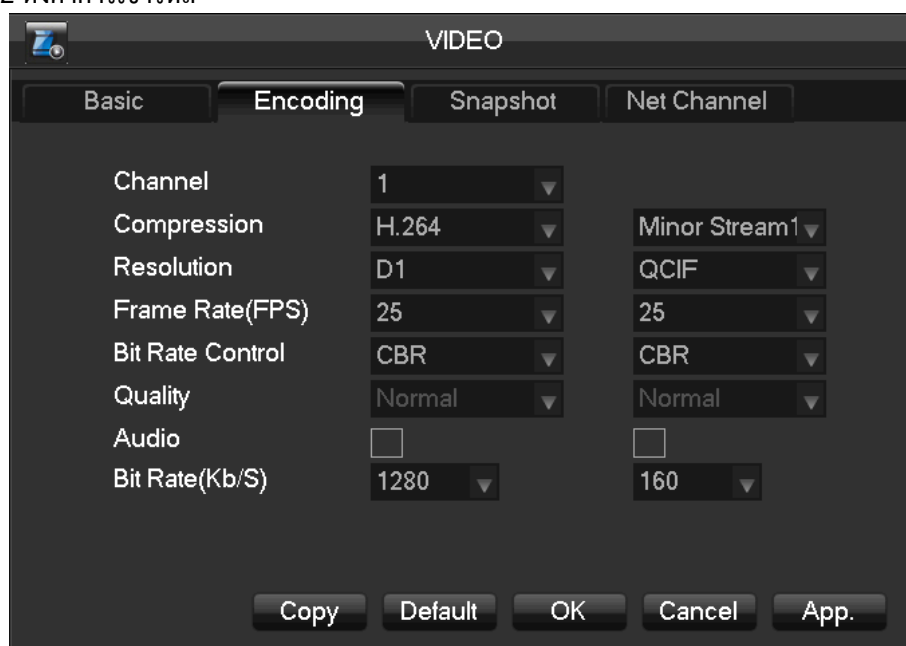 VIDEO
Basic Encoding Snapshot Net Channel
Channel 1
Compression H.264 Minor Stream1
Resolution D1 QCIF
Frame Rate(FPS) 25 25
Bit Rate Control CBR CBR
Quality Normal Normal
Audio
Bit Rate(Kb/S) 1280 160
Copy Default OK Cancel App.